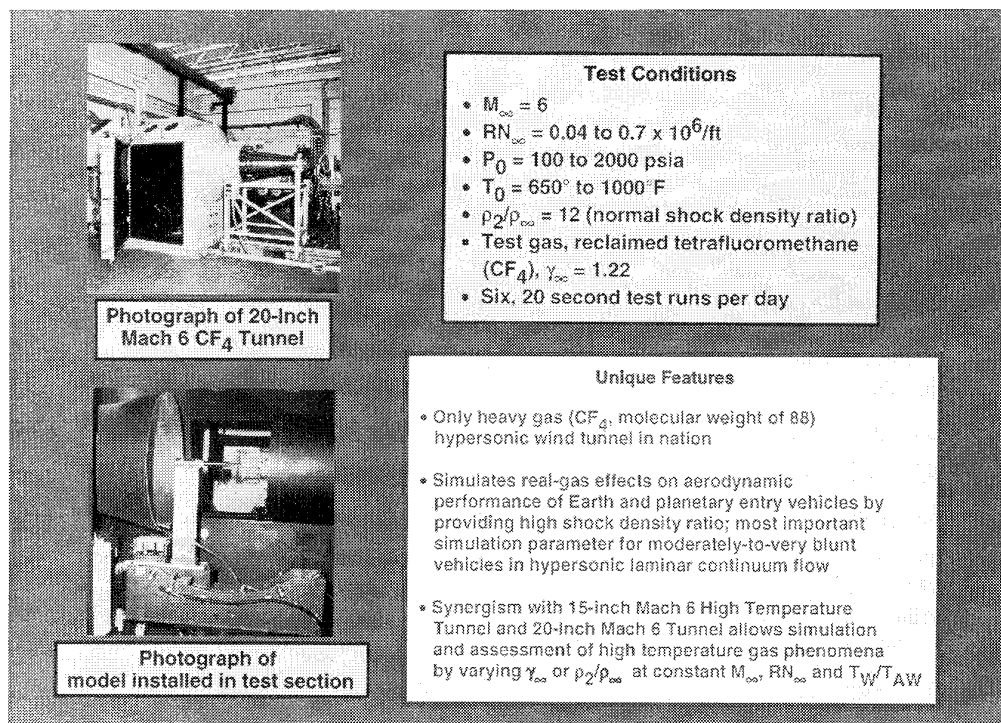 Photograph of 20-Inch
Mach 6 CF₄ Tunnel
Photograph of
model installed in test section
Test Conditions
• M∞ = 6
• RN∞ = 0.04 to 0.7 x 10⁶/ft
• P₀ = 100 to 2000 psia
• T₀ = 650° to 1000°F
• ρ₂/ρ∞ = 12 (normal shock density ratio)
• Test gas, reclaimed tetrafluoromethane
(CF₄), γ∞ = 1.22
• Six, 20 second test runs per day
Unique Features
• Only heavy gas (CF₄, molecular weight of 88)
hypersonic wind tunnel in nation
• Simulates real-gas effects on aerodynamic
performance of Earth and planetary entry vehicles by
providing high shock density ratio; most important
simulation parameter for moderately-to-very blunt
vehicles in hypersonic laminar continuum flow
• Synergism with 15-inch Mach 6 High Temperature
Tunnel and 20-Inch Mach 6 Tunnel allows simulation
and assessment of high temperature gas phenomena
by varying γ∞ or ρ₂/ρ∞ at constant M∞, RN∞ and T_W/T_AW